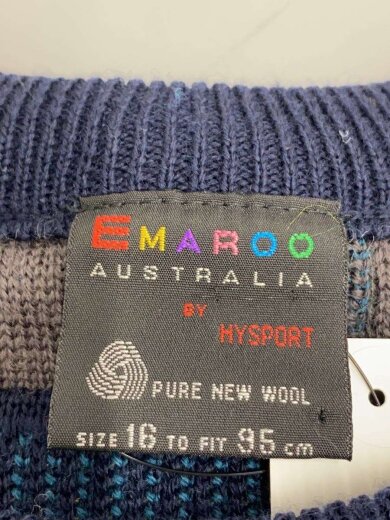 EMAROO
AUSTRALIA
BY
HYSPORT
PURE NEW WOOL
SIZE 16 TO FIT 95 cm